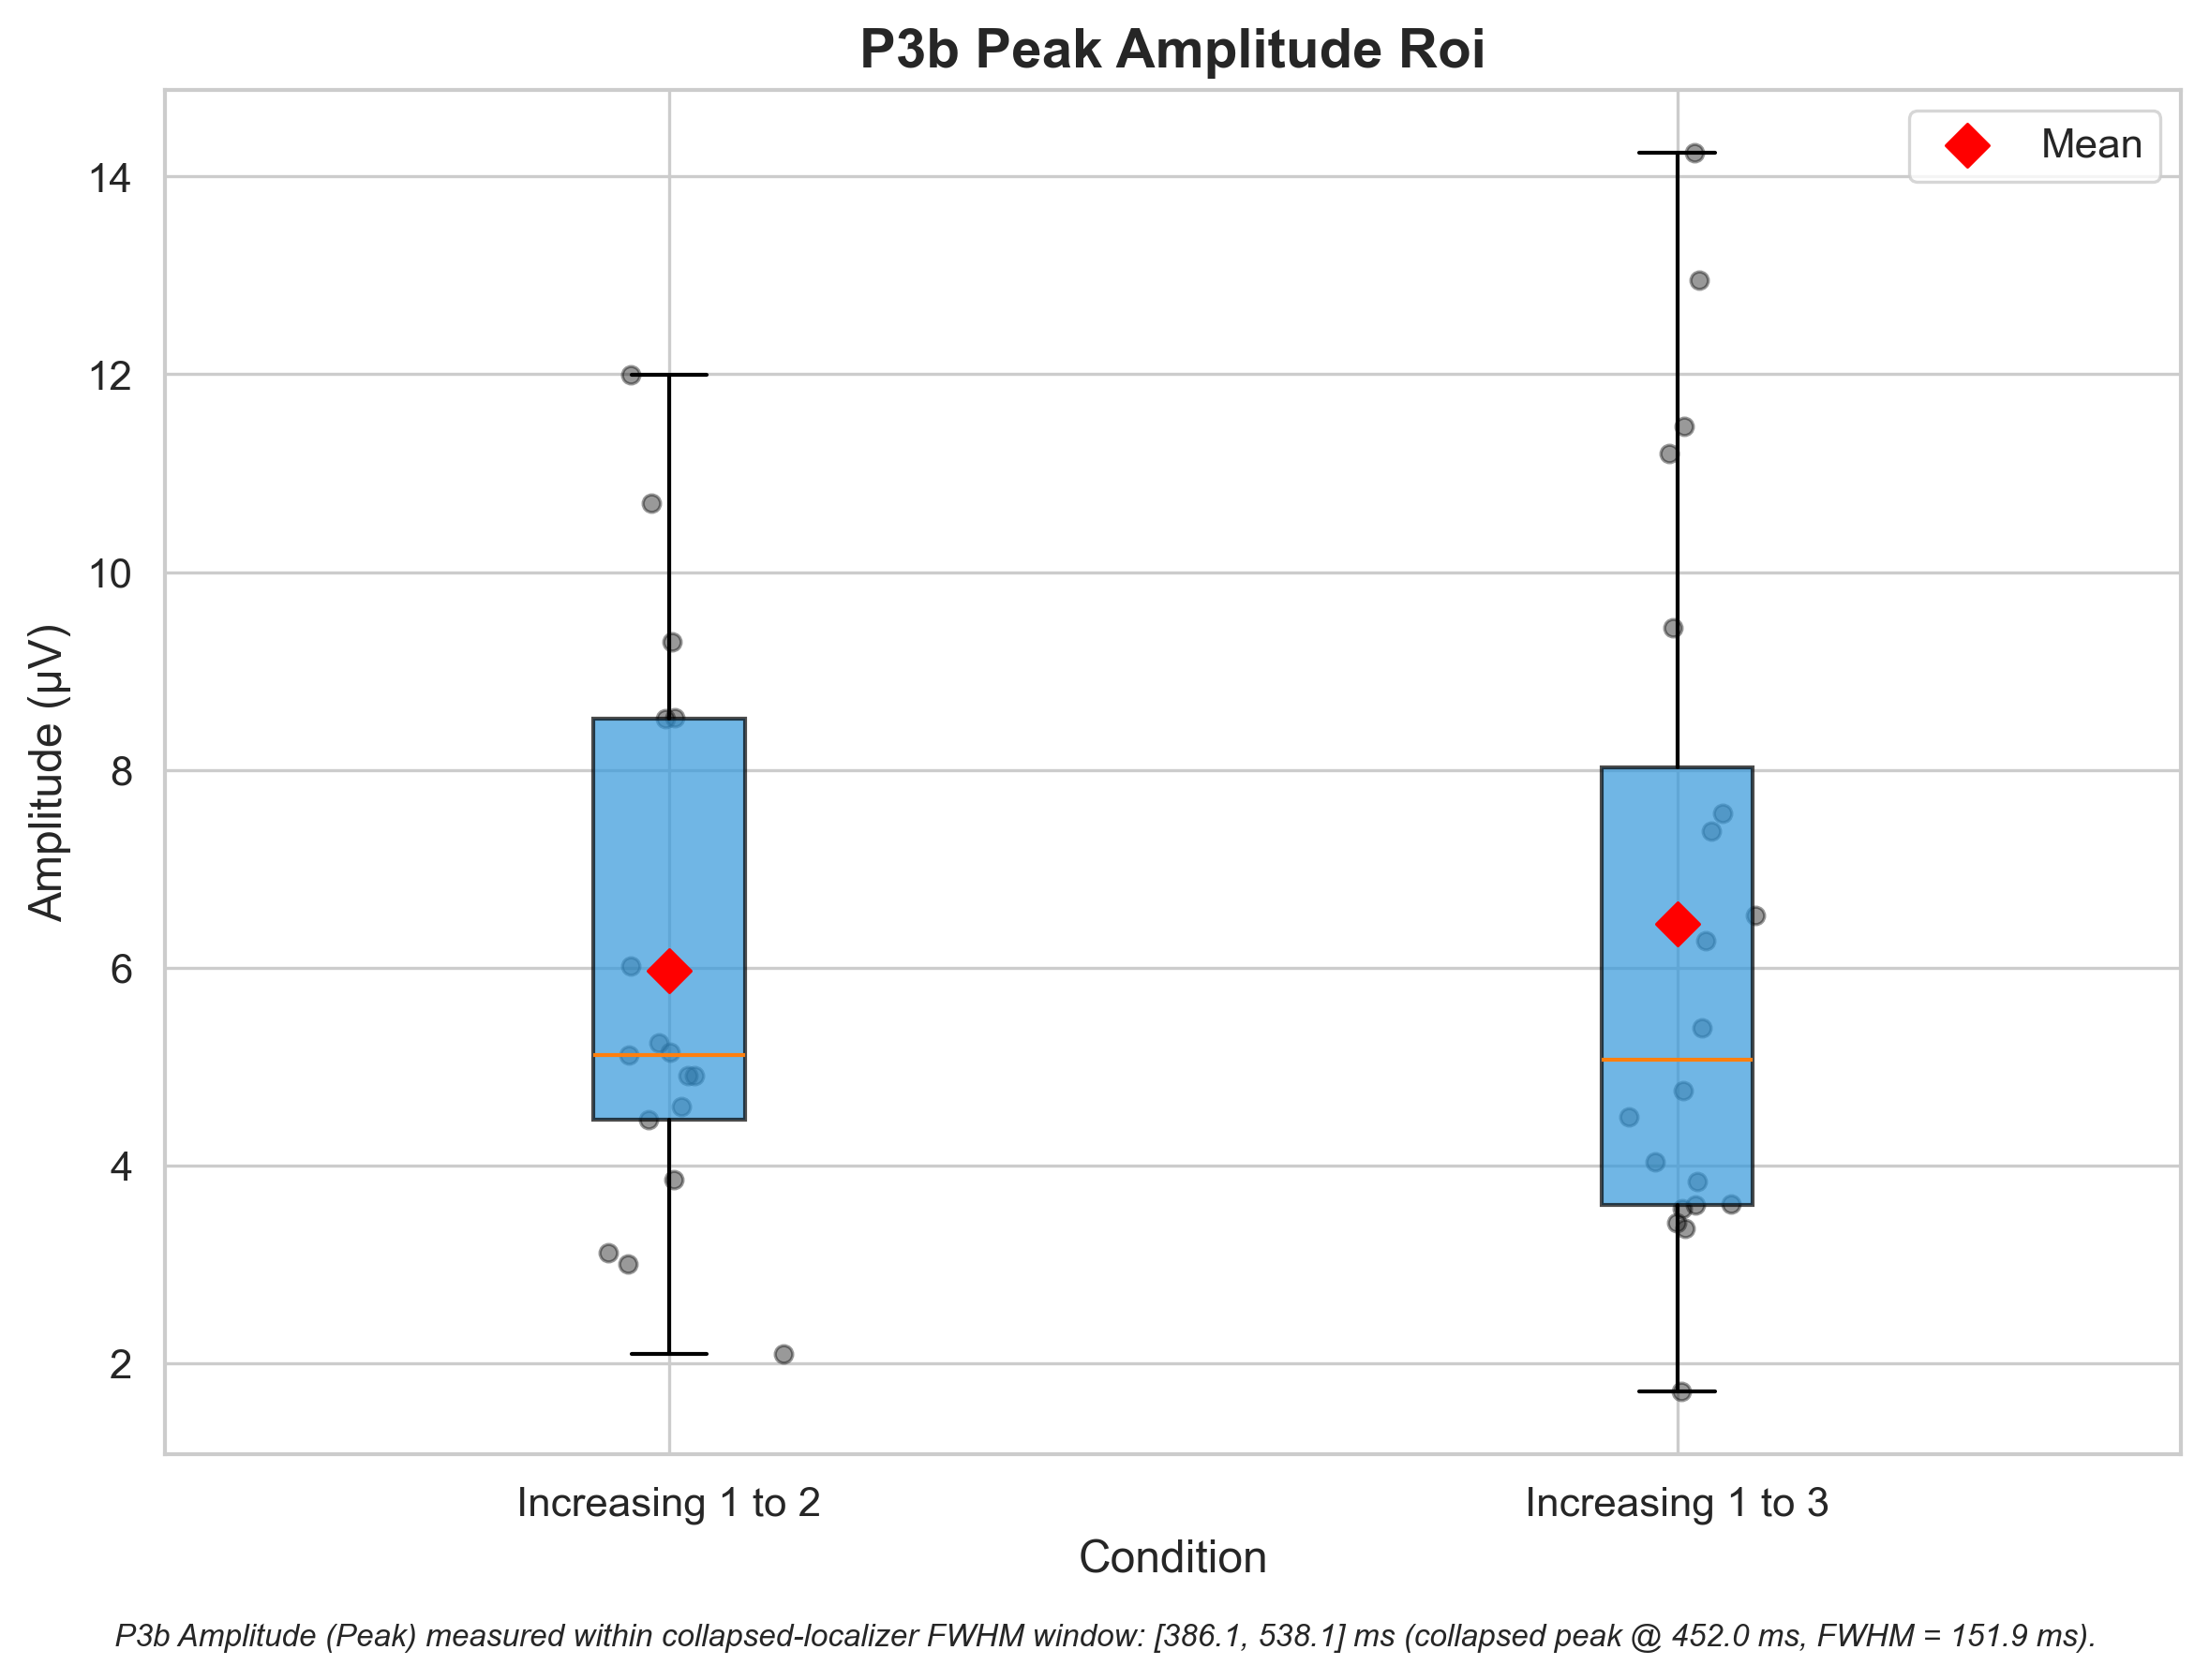 P3b Peak Amplitude Roi
Mean
14
12
10
8
6
4
2
Amplitude (µV)
Increasing 1 to 2
Increasing 1 to 3
Condition
P3b Amplitude (Peak) measured within collapsed-localizer FWHM window: [386.1, 538.1] ms (collapsed peak @ 452.0 ms, FWHM = 151.9 ms).